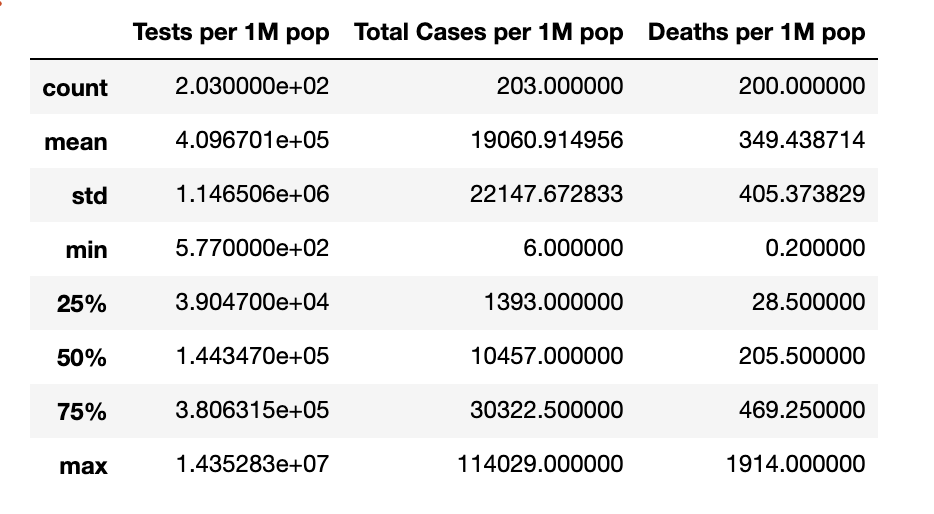 Tests per 1M pop Total Cases per 1M pop Deaths per 1M pop
count 2.030000e+02 203.000000 200.000000
mean 4.096701e+05 19060.914956 349.438714
std 1.146506e+06 22147.672833 405.373829
min 5.770000e+02 6.000000 0.200000
25% 3.904700e+04 1393.000000 28.500000
50% 1.443470e+05 10457.000000 205.500000
75% 3.806315e+05 30322.500000 469.250000
max 1.435283e+07 114029.000000 1914.000000